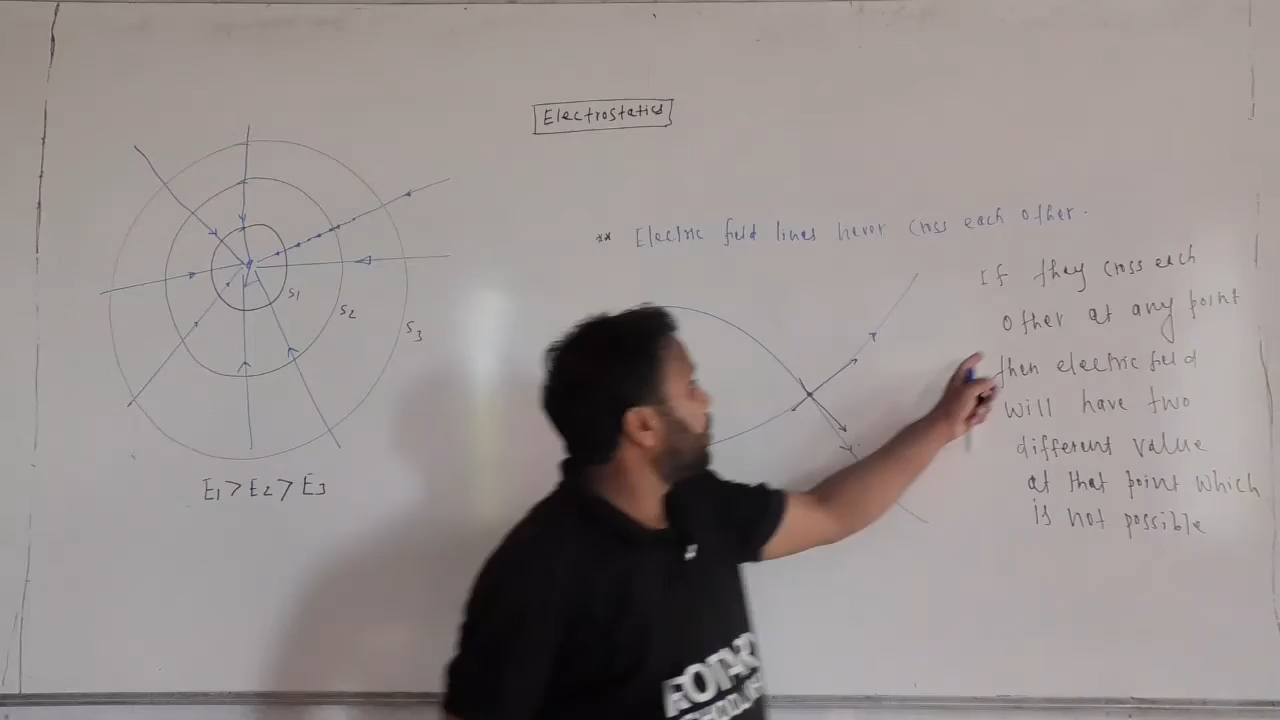 Electrostatics
** Electric field lines never cross each other.
If they cross each
other at any point
then electric field
will have two
different value
at that point which
is not possible
S1
S2
S3
E1 > E2 > E3